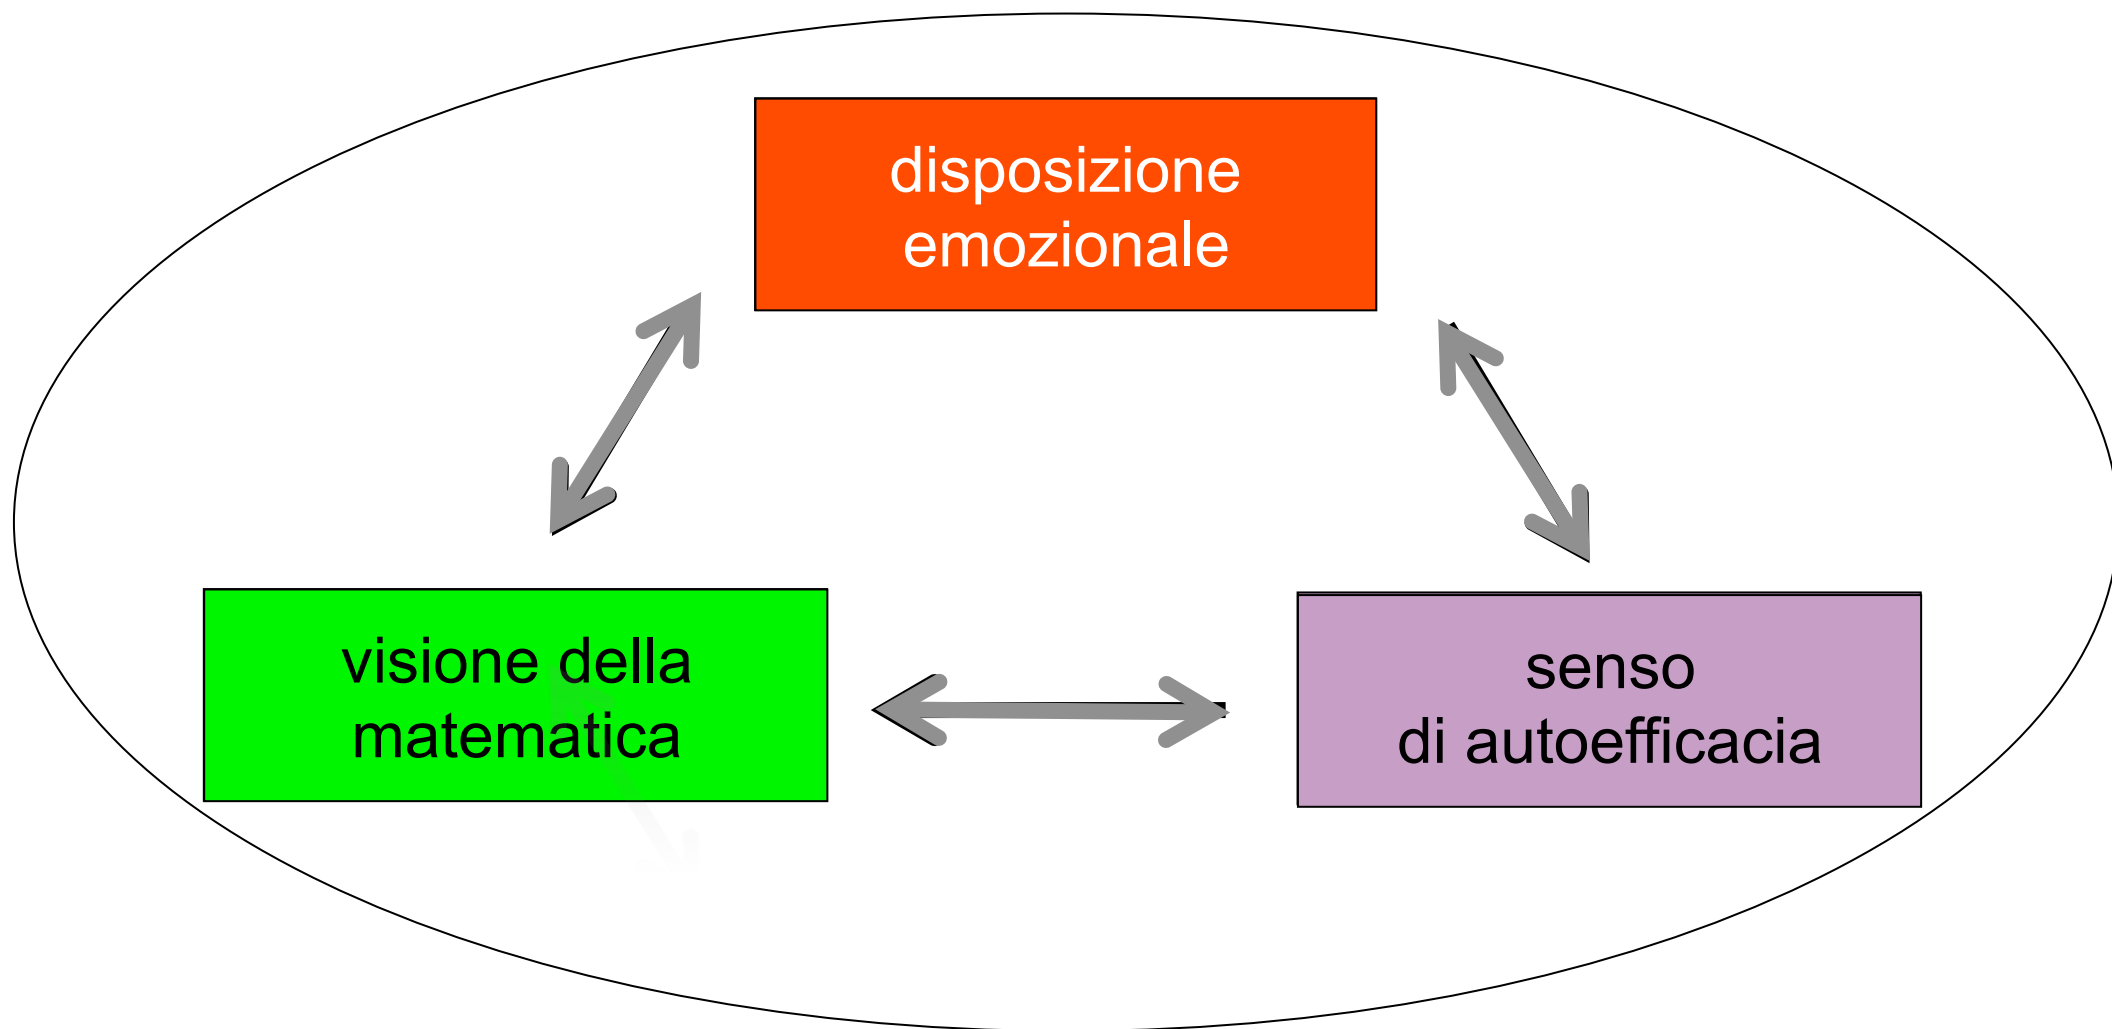 disposizione
emozionale
visione della
matematica
senso
di autoefficacia